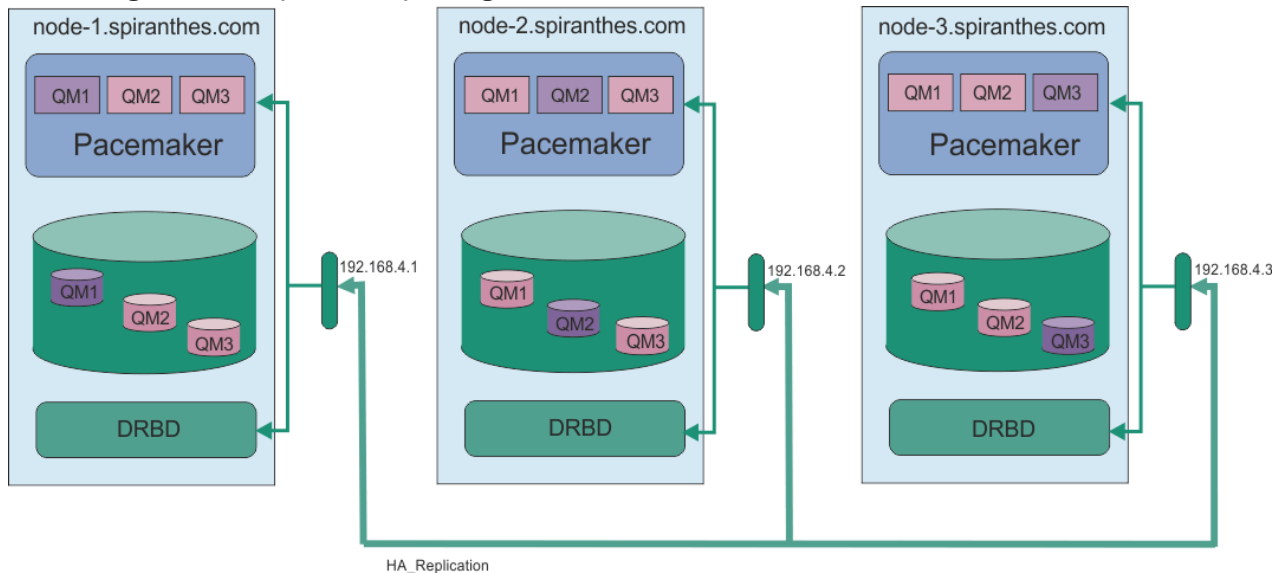 node-1.spiranthes.com
QM1 QM2 QM3
Pacemaker
QM1
QM2
QM3
DRBD
192.168.4.1
node-2.spiranthes.com
QM1 QM2 QM3
Pacemaker
QM1
QM2
QM3
DRBD
192.168.4.2
node-3.spiranthes.com
QM1 QM2 QM3
Pacemaker
QM1
QM2
QM3
DRBD
192.168.4.3
HA_Replication